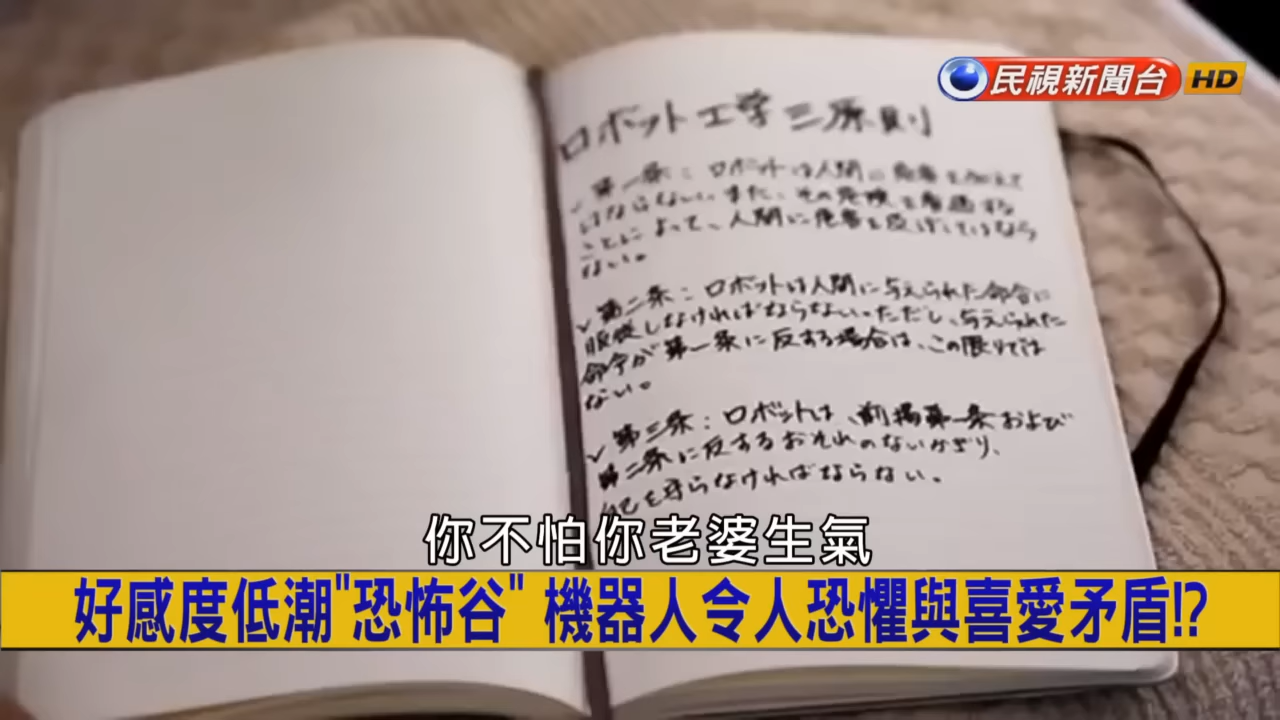 民視新聞台 HD
ロボット工学三原則
✓第一条：ロボットは人間に危害を加えて
はならない。また、その危険を看過する
ことによって、人間に危害を及ぼしてはなら
ない。
✓第二条：ロボットは人間に与えられた命令に
服従しなければならない。ただし、与えられた
命令が第一条に反する場合は、この限りでは
ない。
✓第三条：ロボットは、前掲第一条および
第二条に反するおそれのないかぎり、
自己を守らなければならない。
你不怕你老婆生氣
好感度低潮"恐怖谷" 機器人令人恐懼與喜愛矛盾!?